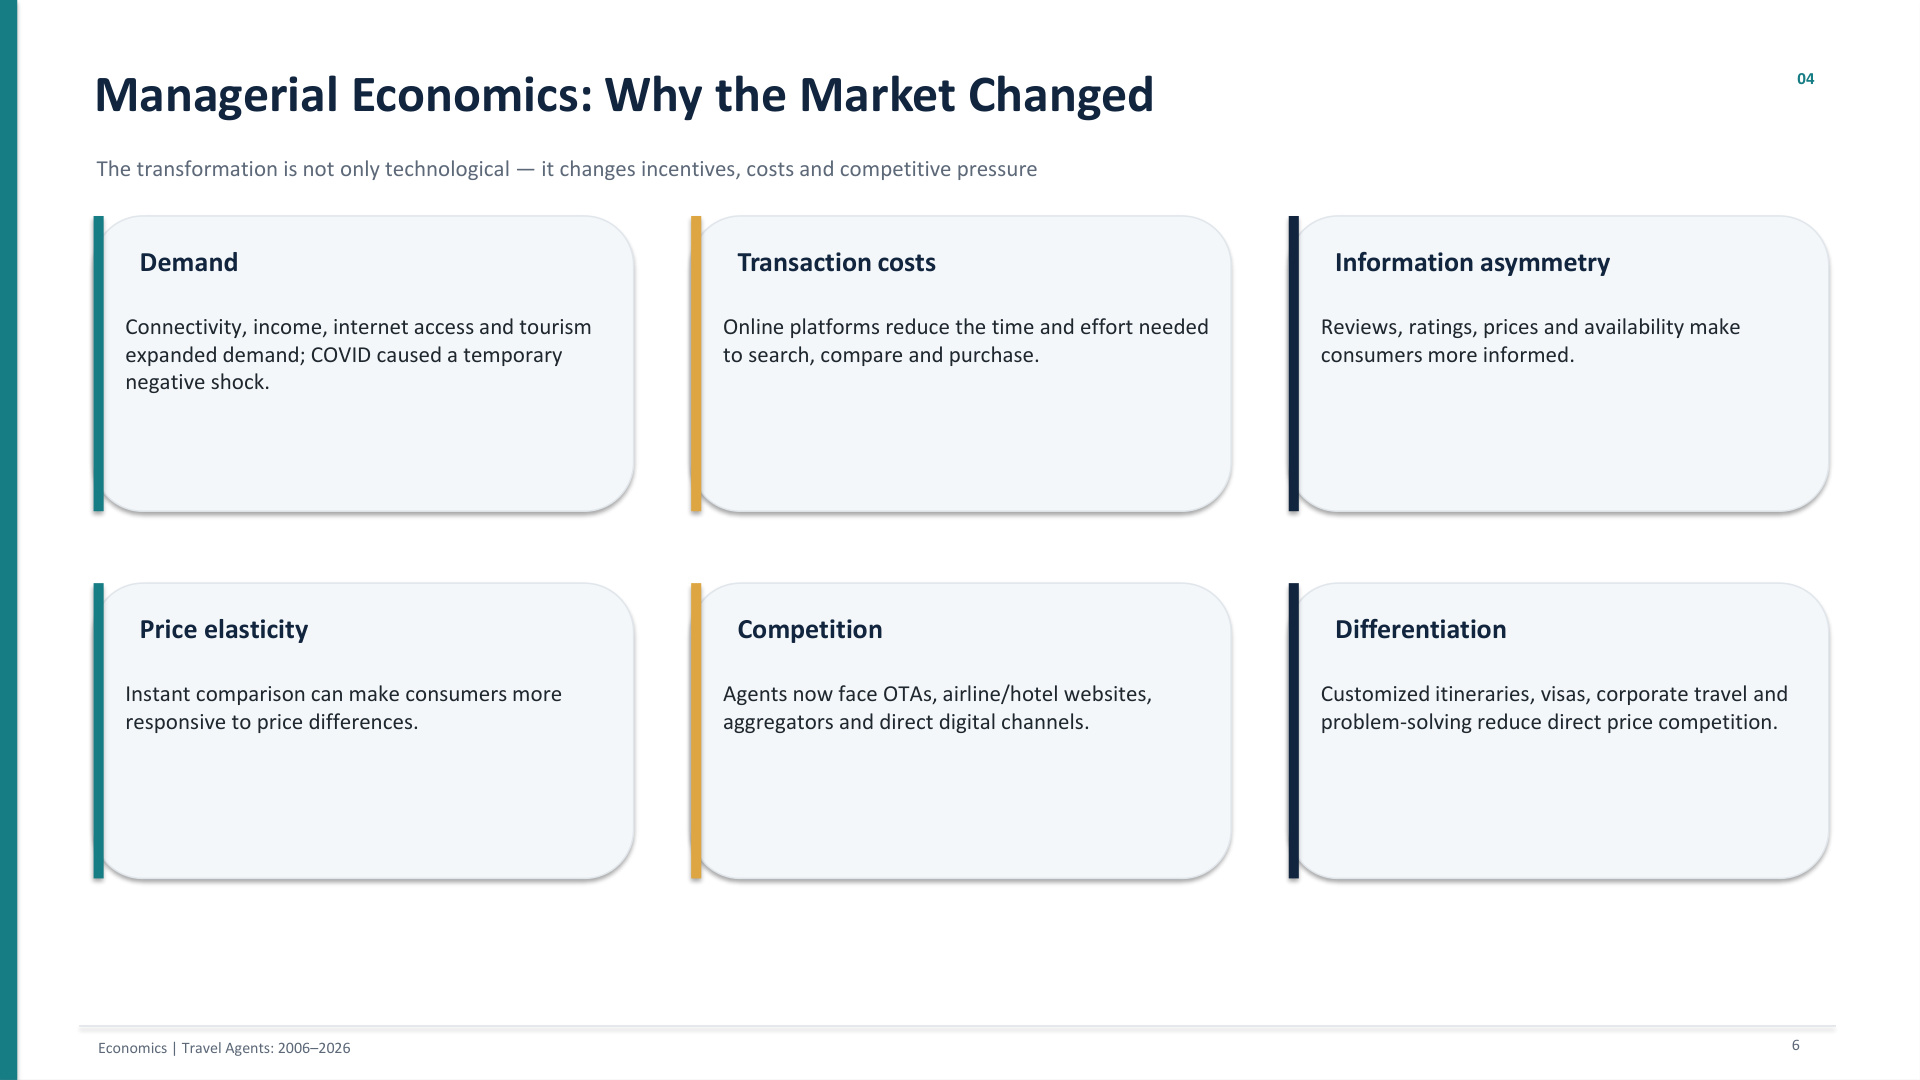 Managerial Economics: Why the Market Changed
04
The transformation is not only technological — it changes incentives, costs and competitive pressure
Demand
Connectivity, income, internet access and tourism
expanded demand; COVID caused a temporary
negative shock.
Transaction costs
Online platforms reduce the time and effort needed
to search, compare and purchase.
Information asymmetry
Reviews, ratings, prices and availability make
consumers more informed.
Price elasticity
Instant comparison can make consumers more
responsive to price differences.
Competition
Agents now face OTAs, airline/hotel websites,
aggregators and direct digital channels.
Differentiation
Customized itineraries, visas, corporate travel and
problem-solving reduce direct price competition.
Economics | Travel Agents: 2006–2026
6